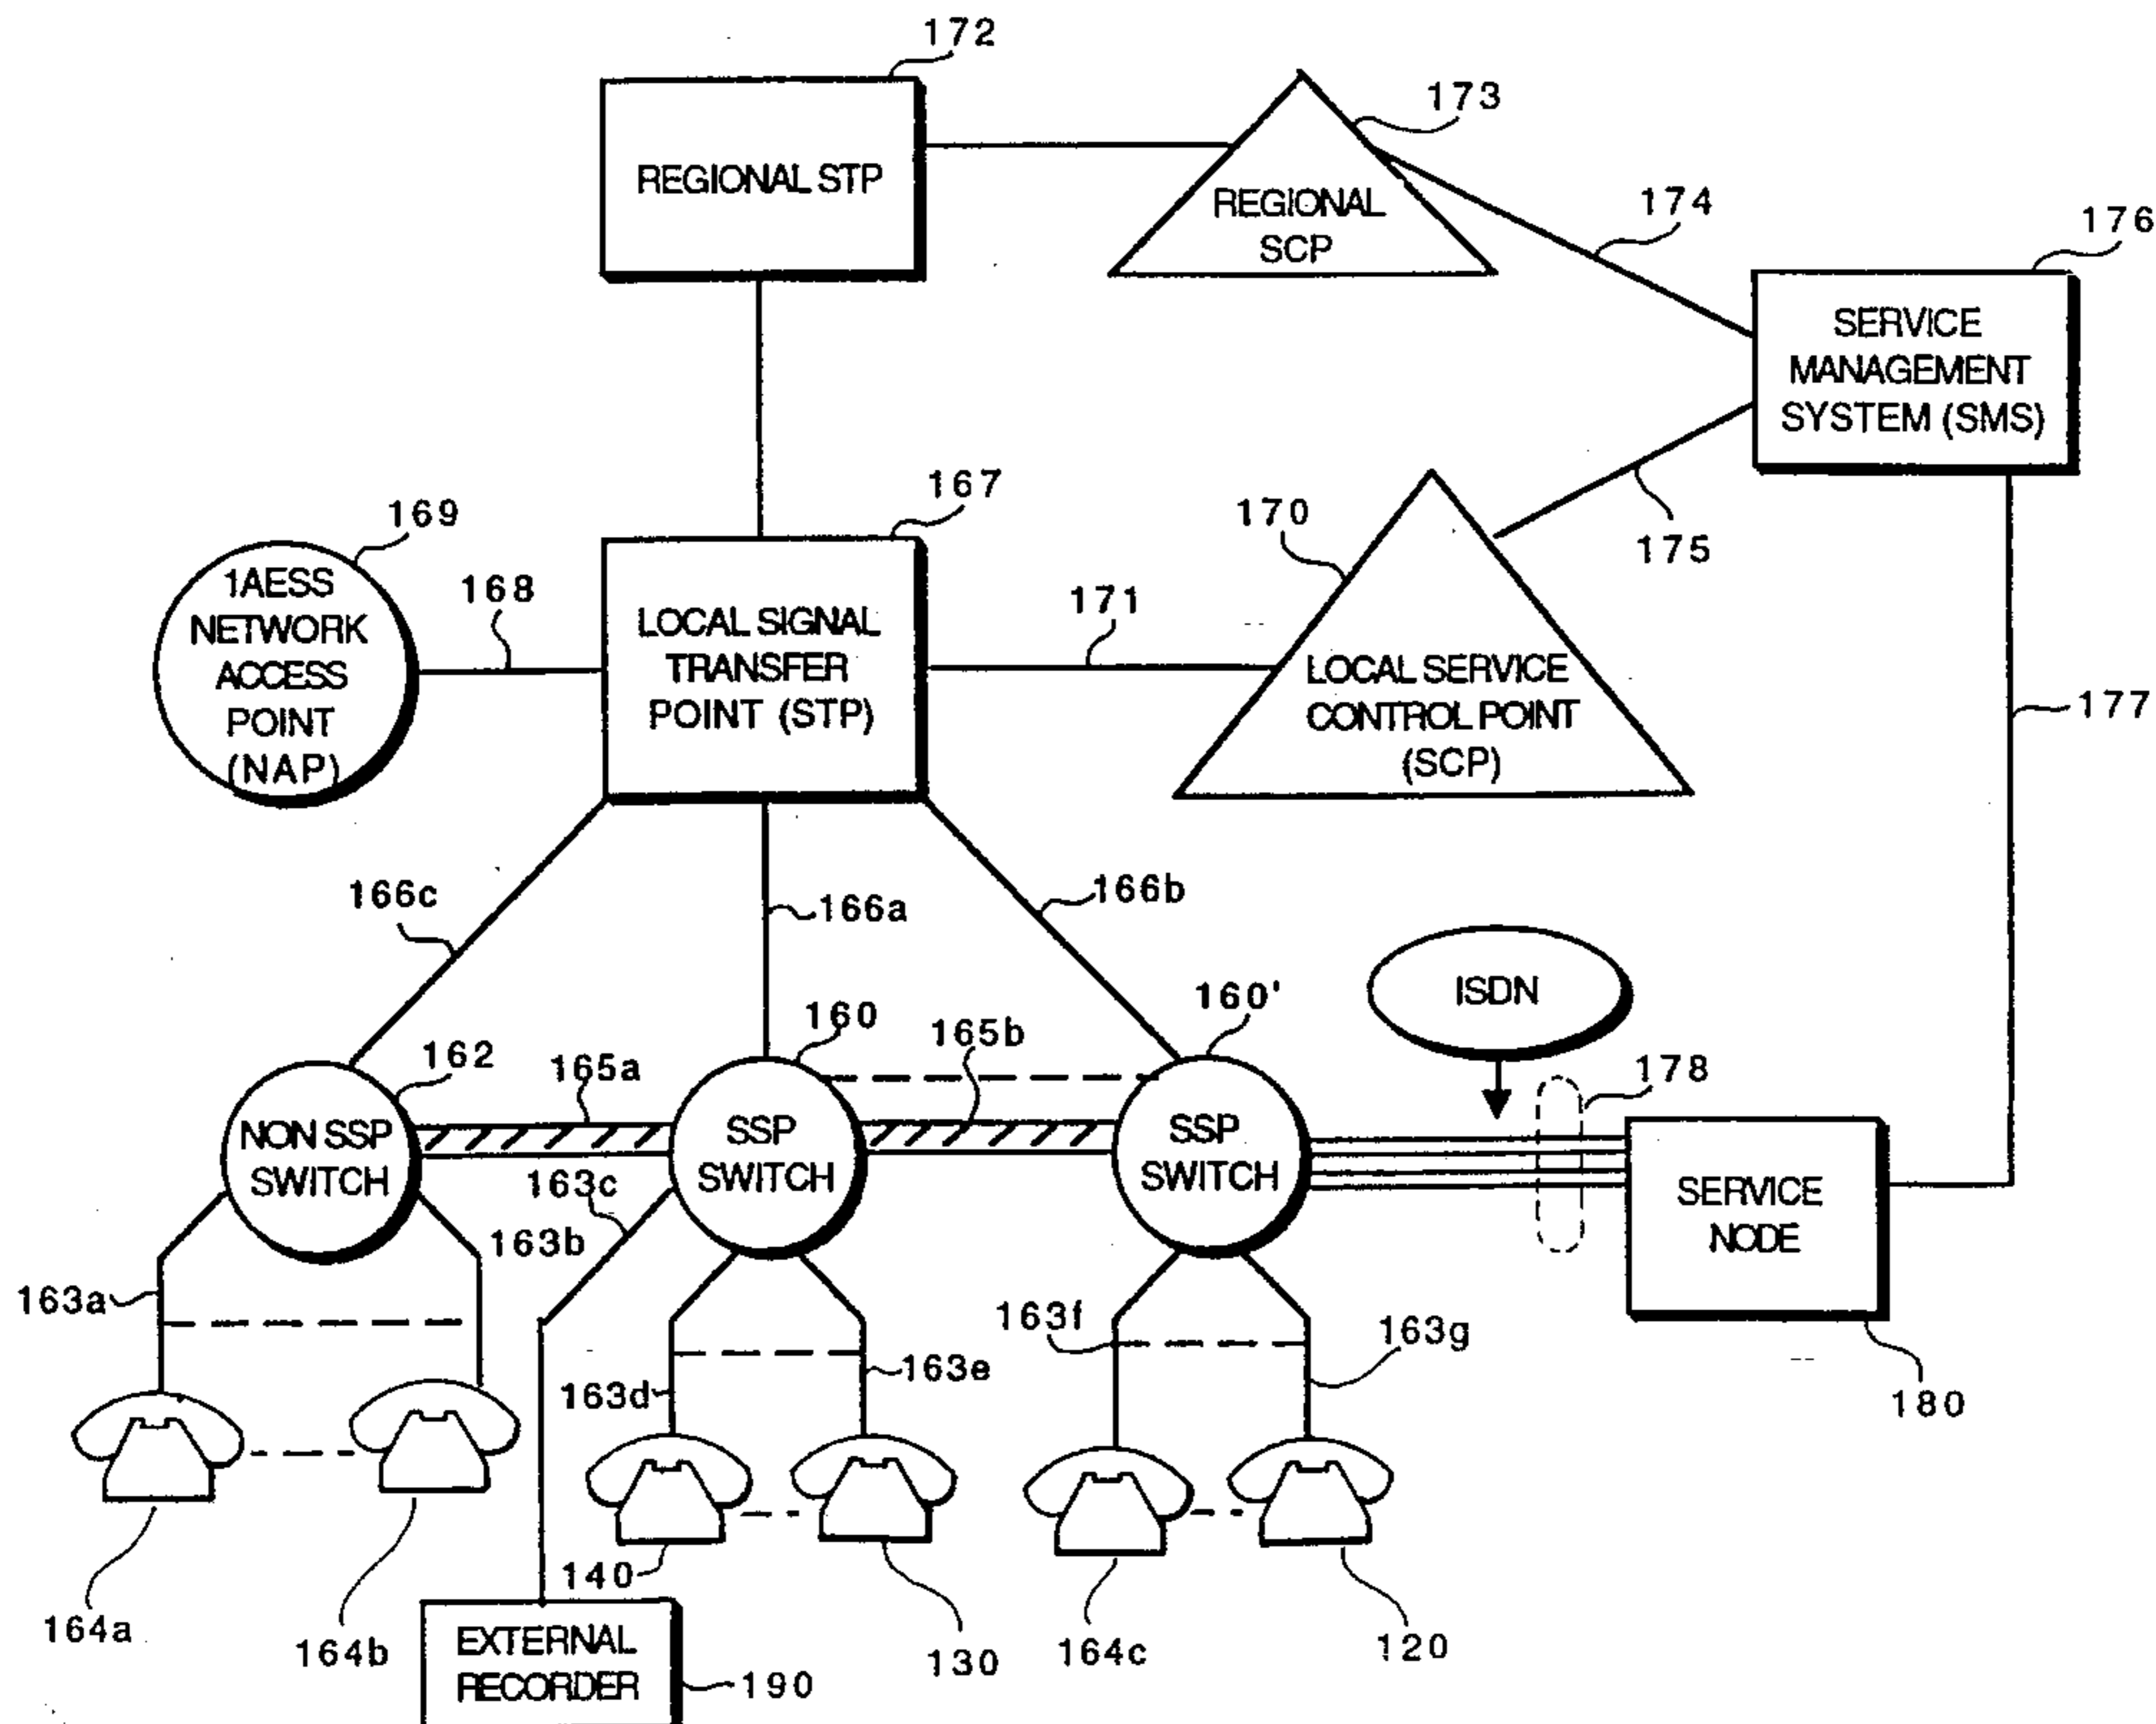 172
173
REGIONAL STP
REGIONAL
SCP
174
176
SERVICE
MANAGEMENT
SYSTEM (SMS)
167
169
170
175
1AESS
NETWORK
ACCESS
POINT
(NAP)
168
LOCAL SIGNAL
TRANSFER
POINT (STP)
171
LOCAL SERVICE
CONTROL POINT
(SCP)
177
166c
166a
166b
ISDN
160
160'
165b
162
165a
178
NON SSP
SWITCH
SSP
SWITCH
SSP
SWITCH
163c
SERVICE
NODE
163b
163a
163f
163g
163e
163d
180
140
164a
164b
130
164c
120
EXTERNAL
RECORDER
190